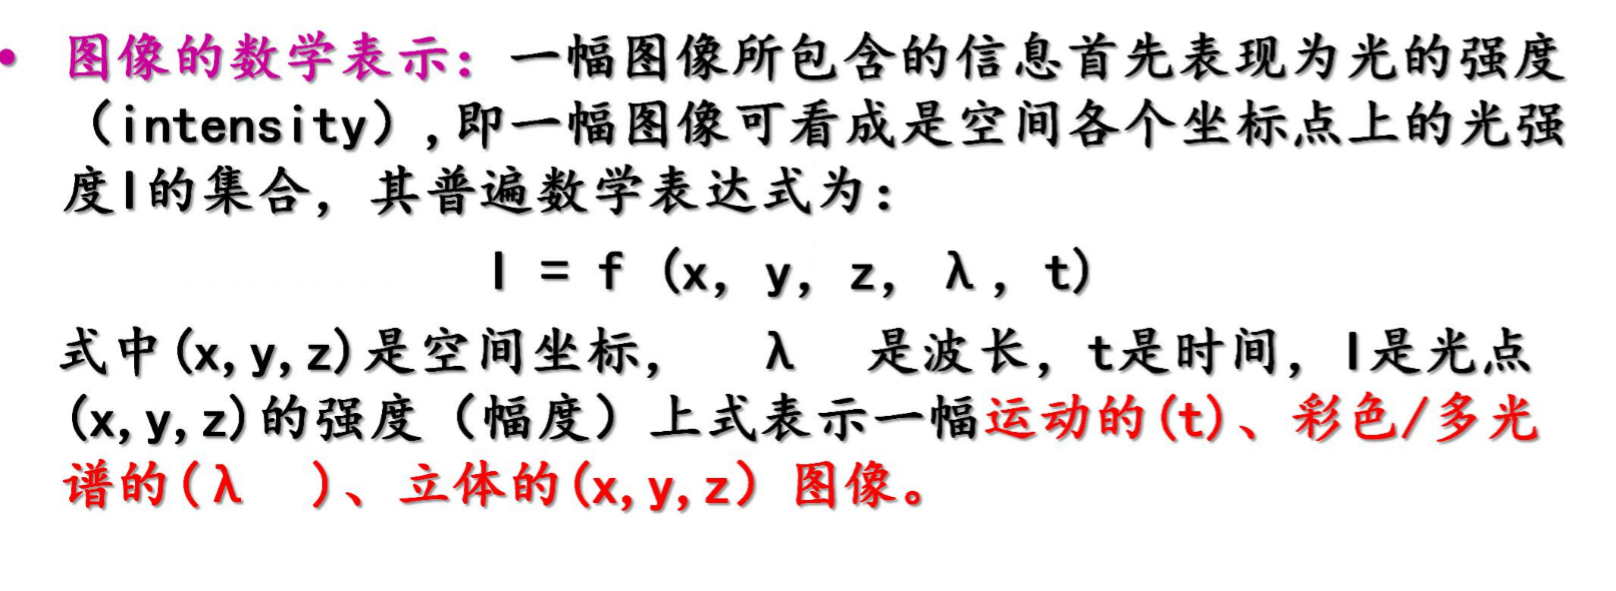 • 图像的数学表示：一幅图像所包含的信息首先表现为光的强度
（intensity）,即一幅图像可看成是空间各个坐标点上的光强
度I的集合，其普遍数学表达式为：
I = f (x, y, z, λ, t)
式中(x,y,z)是空间坐标， λ 是波长，t是时间，I是光点
(x,y,z)的强度（幅度）上式表示一幅运动的(t)、彩色/多光
谱的(λ )、立体的(x,y,z）图像。